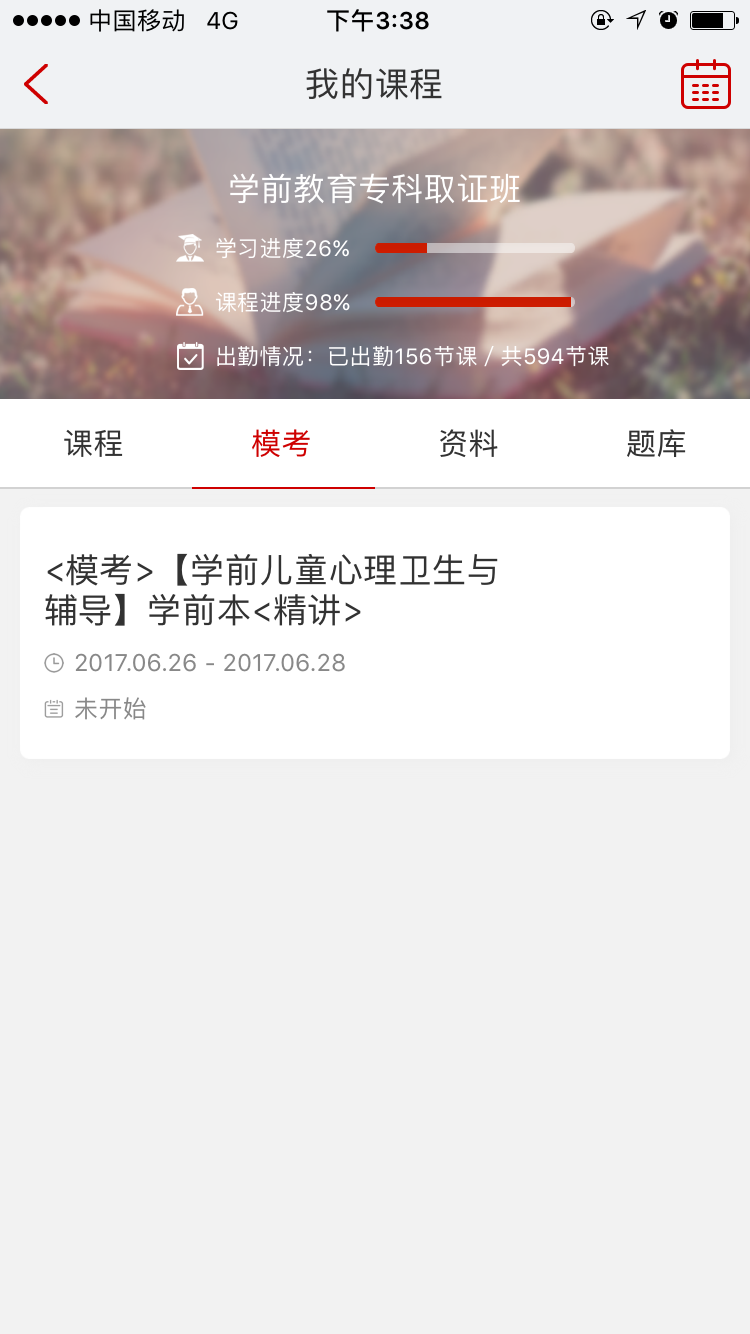 中国移动 4G 下午3:38
我的课程
学前教育专科取证班
学习进度26%
课程进度98%
出勤情况：已出勤156节课 / 共594节课
课程 模考 资料 题库
<模考>【学前儿童心理卫生与
辅导】学前本<精讲>
2017.06.26 - 2017.06.28
未开始